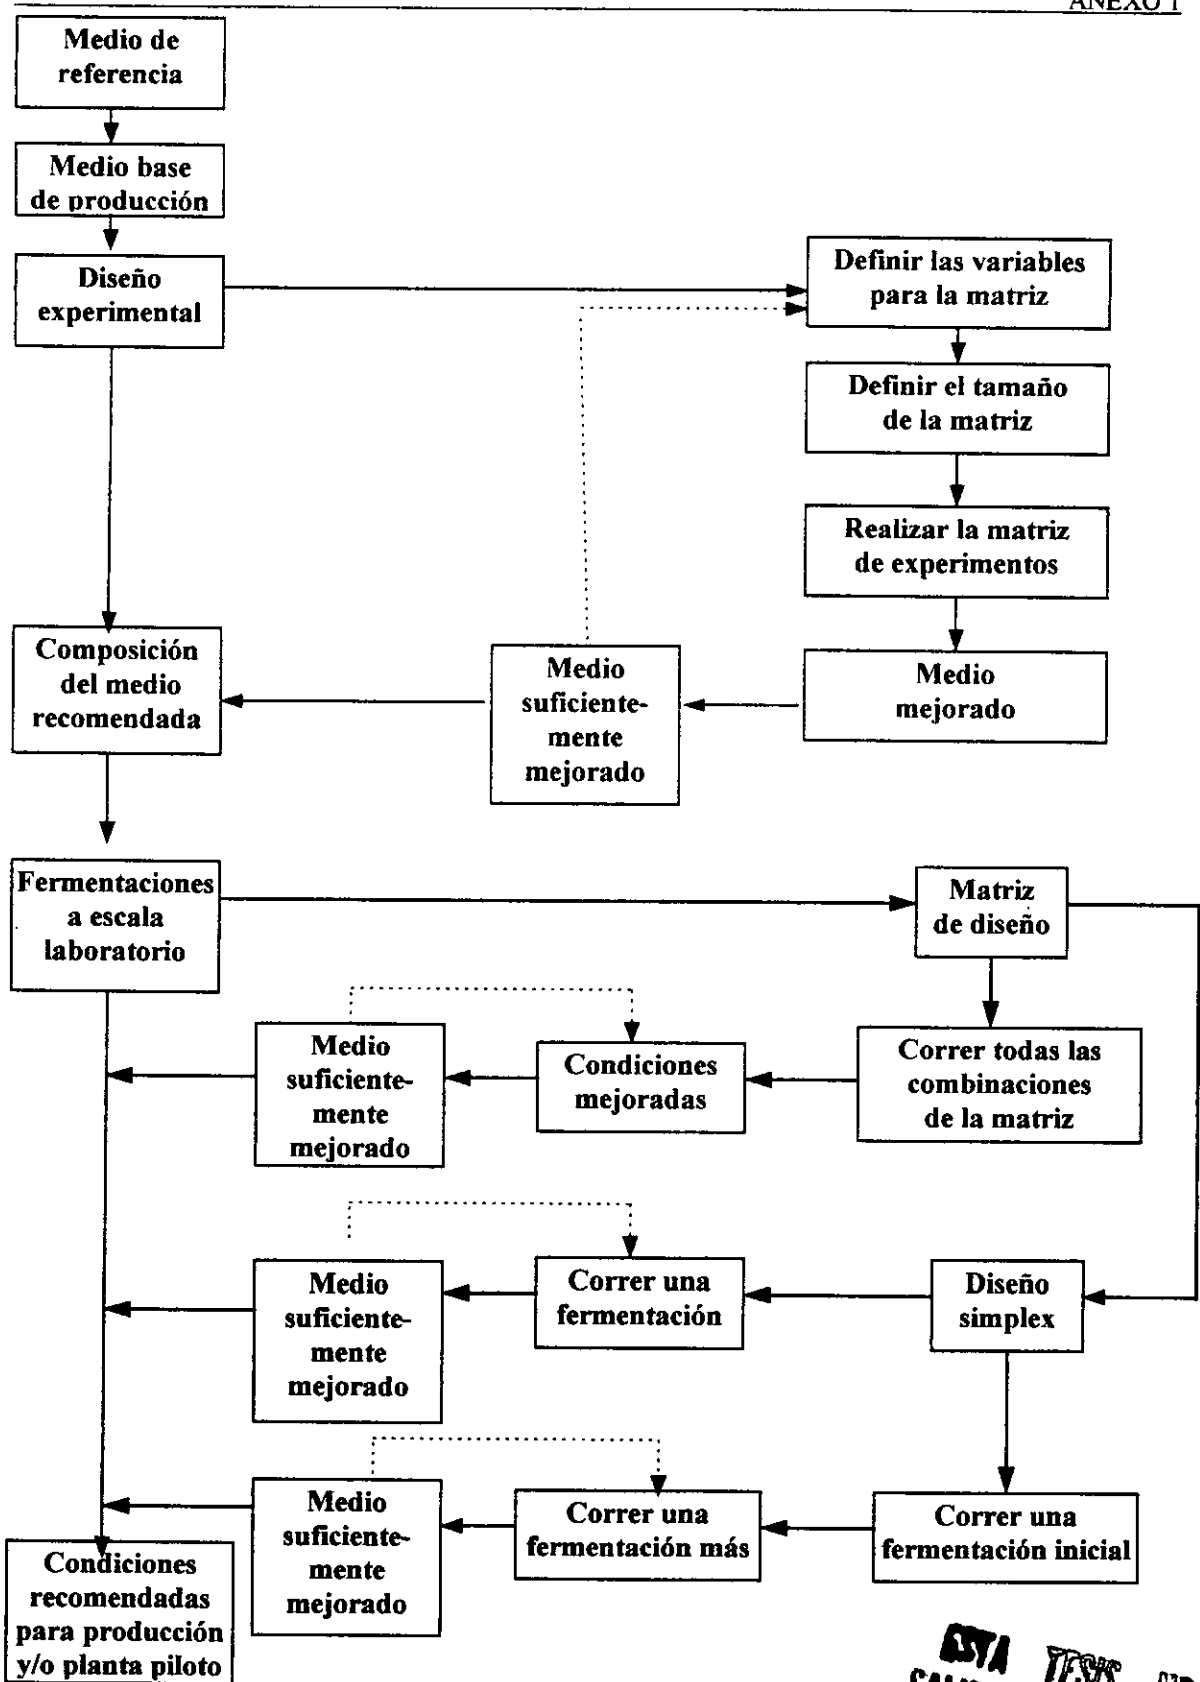 ANEXO 1
Medio de
referencia
Medio base
de producción
Diseño
experimental
Definir las variables
para la matriz
Definir el tamaño
de la matriz
Realizar la matriz
de experimentos
Medio
mejorado
Medio
suficiente-
mente
mejorado
Composición
del medio
recomendada
Fermentaciones
a escala
laboratorio
Matriz
de diseño
Correr todas las
combinaciones
de la matriz
Condiciones
mejoradas
Medio
suficiente-
mente
mejorado
Diseño
simplex
Correr una
fermentación
Medio
suficiente-
mente
mejorado
Correr una
fermentación inicial
Correr una
fermentación más
Medio
suficiente-
mente
mejorado
Condiciones
recomendadas
para producción
y/o planta piloto
TESIS